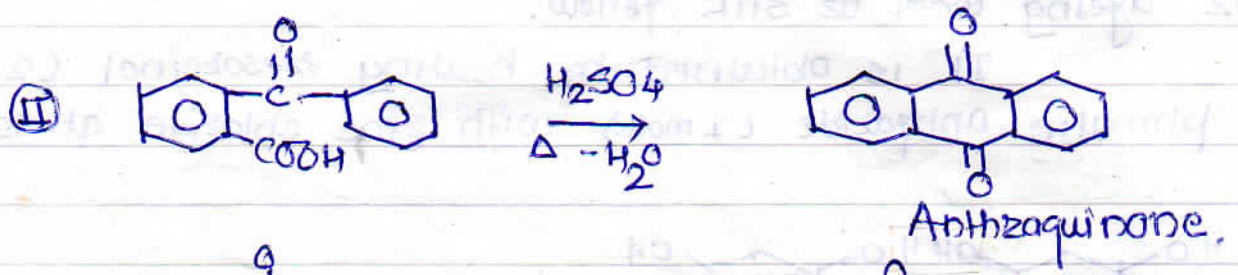 O O
II C H2SO4
COOH Δ -H2O
O
Anthraquinone.
O O